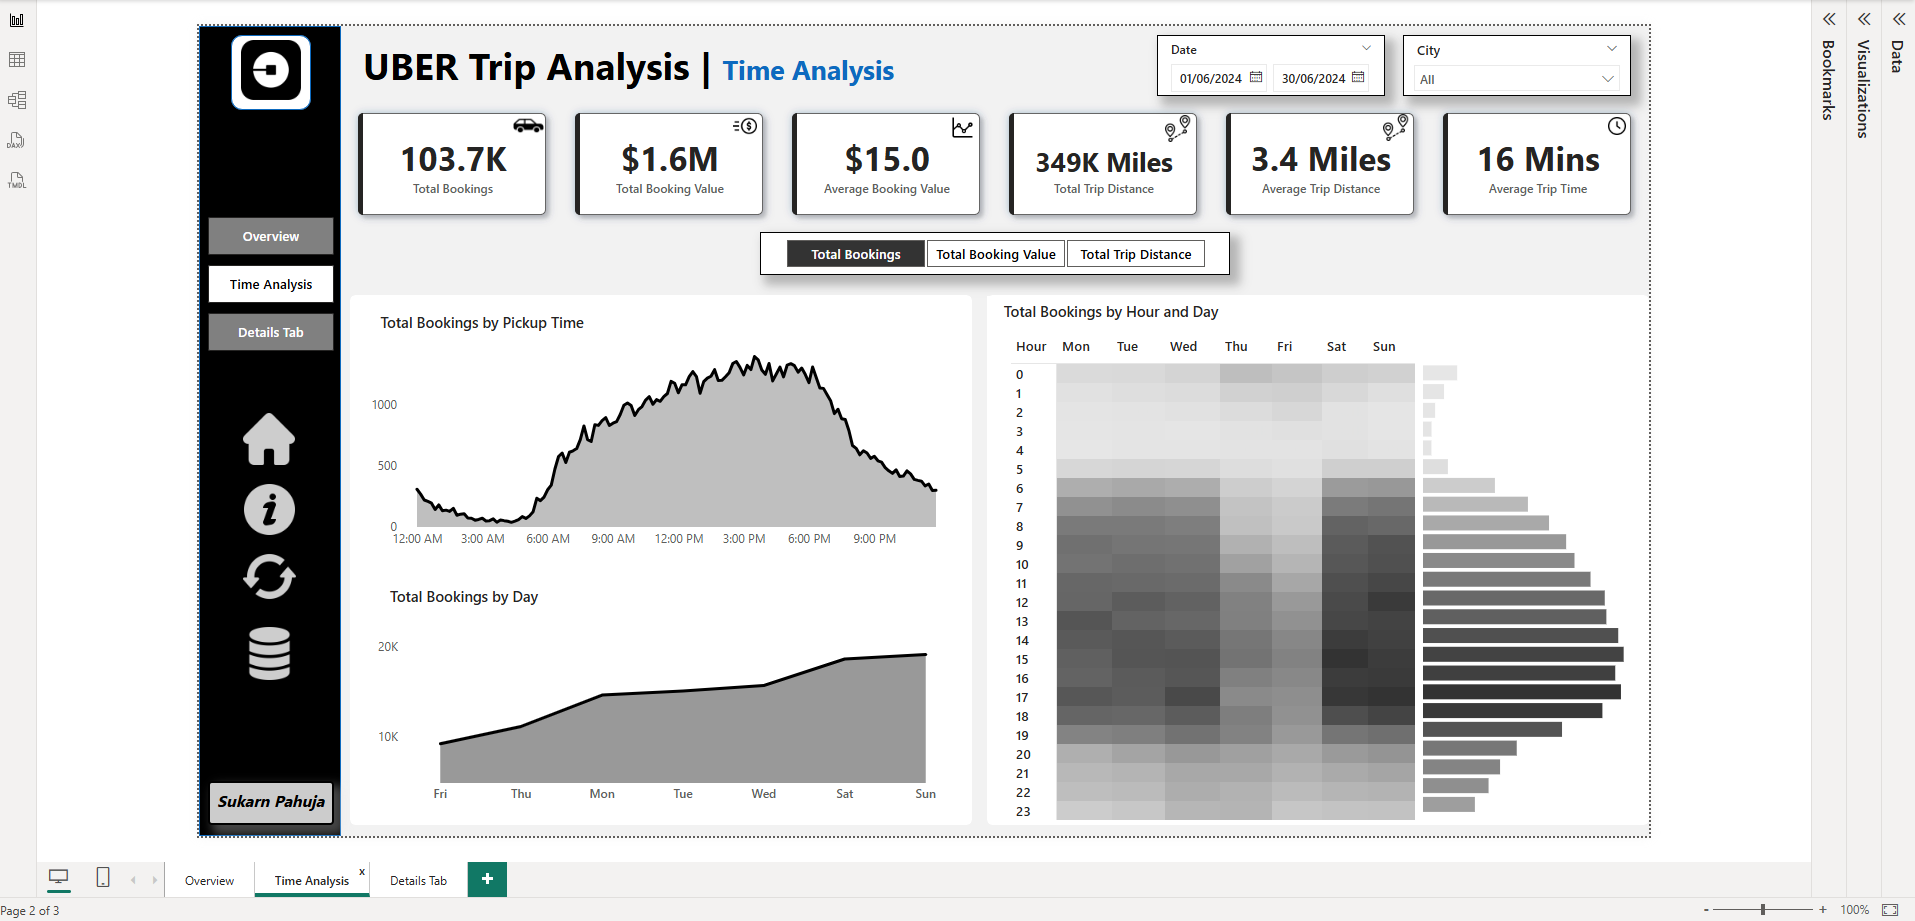 UBER Trip Analysis | Time Analysis
Date
01/06/2024 30/06/2024
City
All
103.7K
Total Bookings
$1.6M
Total Booking Value
$15.0
Average Booking Value
349K Miles
Total Trip Distance
3.4 Miles
Average Trip Distance
16 Mins
Average Trip Time
Overview
Time Analysis
Details Tab
Sukarn Pahuja
Total Bookings Total Booking Value Total Trip Distance
Total Bookings by Pickup Time
1000
500
0
12:00 AM 3:00 AM 6:00 AM 9:00 AM 12:00 PM 3:00 PM 6:00 PM 9:00 PM
Total Bookings by Day
20K
10K
Fri Thu Mon Tue Wed Sat Sun
Total Bookings by Hour and Day
Hour Mon Tue Wed Thu Fri Sat Sun
0
1
2
3
4
5
6
7
8
9
10
11
12
13
14
15
16
17
18
19
20
21
22
23
Bookmarks
Visualizations
Data
DAX
TMDL
Overview Time Analysis x Details Tab +
Page 2 of 3
- + 100%